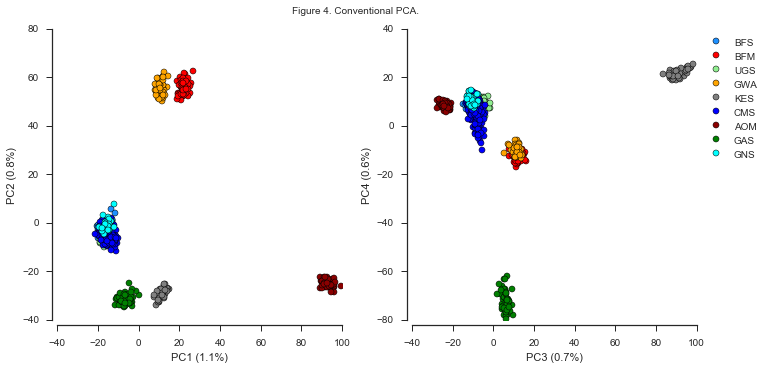 Figure 4. Conventional PCA.
80
60
40
20
0
−20
−40
PC2 (0.8%)
−40
−20
0
20
40
60
80
100
PC1 (1.1%)
40
20
0
−20
−40
−60
−80
PC4 (0.6%)
−40
−20
0
20
40
60
80
100
PC3 (0.7%)
BFS
BFM
UGS
GWA
KES
CMS
AOM
GAS
GNS